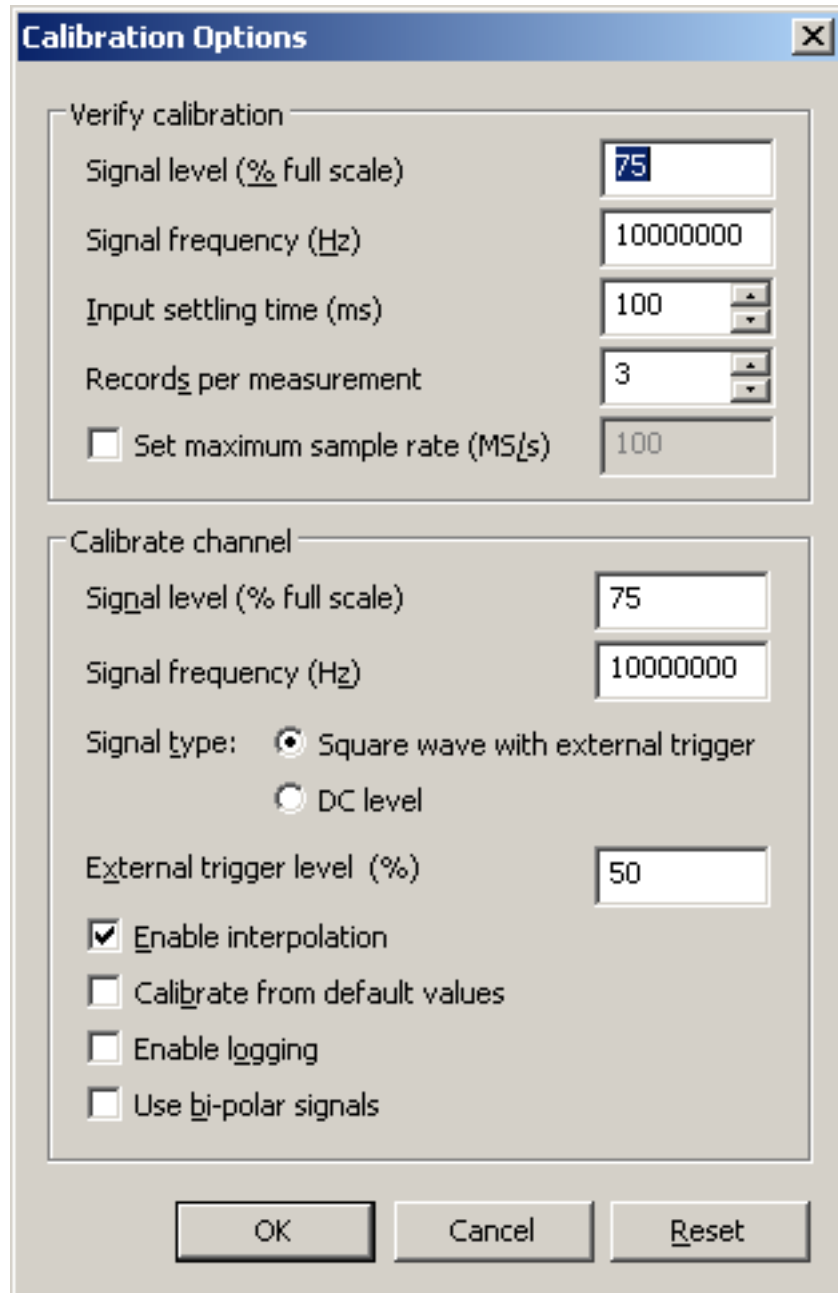 Calibration Options
Verify calibration
Signal level (% full scale) 75
Signal frequency (Hz) 10000000
Input settling time (ms) 100
Records per measurement 3
Set maximum sample rate (MS/s) 100
Calibrate channel
Signal level (% full scale) 75
Signal frequency (Hz) 10000000
Signal type: Square wave with external trigger
DC level
External trigger level (%) 50
Enable interpolation
Calibrate from default values
Enable logging
Use bi-polar signals
OK Cancel Reset